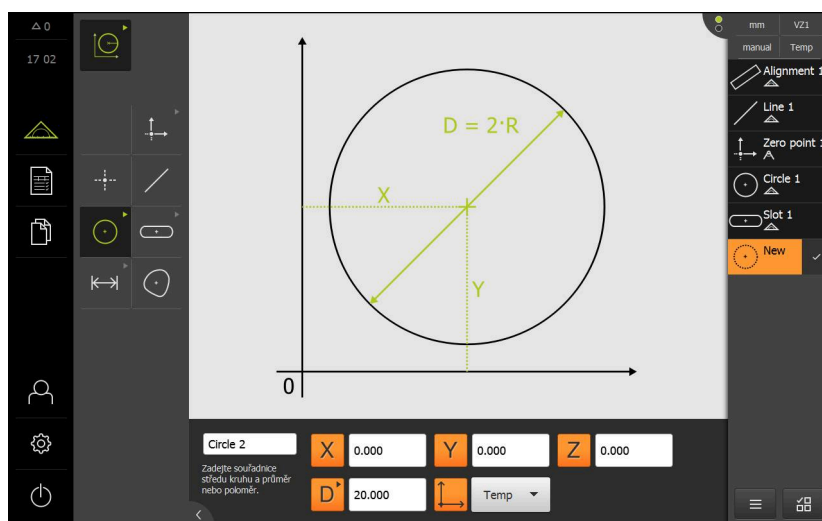 △ 0
17 02
mm VZ1
manual Temp
Alignment 1
Line 1
Zero point 1
Circle 1
Slot 1
New
D = 2·R
X
Y
0
Circle 2
Zadejte souřadnice
středu kruhu a průměr
nebo poloměr.
X 0.000 Y 0.000 Z 0.000
D 20.000 Temp